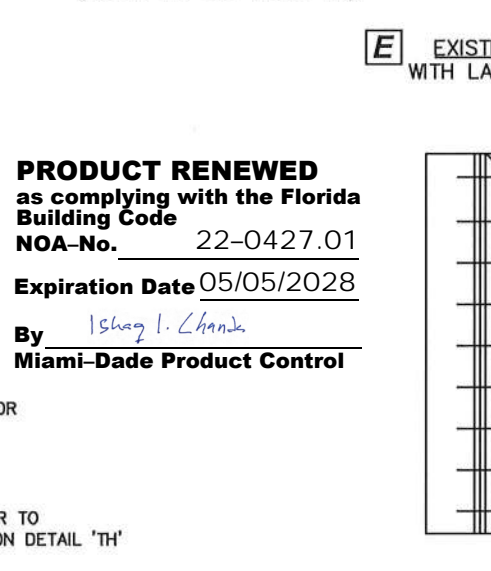 E EXISTI
WITH LA
PRODUCT RENEWED
as complying with the Florida
Building Code
NOA–No. 22–0427.01
Expiration Date 05/05/2028
By Ishaq I. Chanda
Miami–Dade Product Control
OR
R TO
ON DETAIL 'TH'